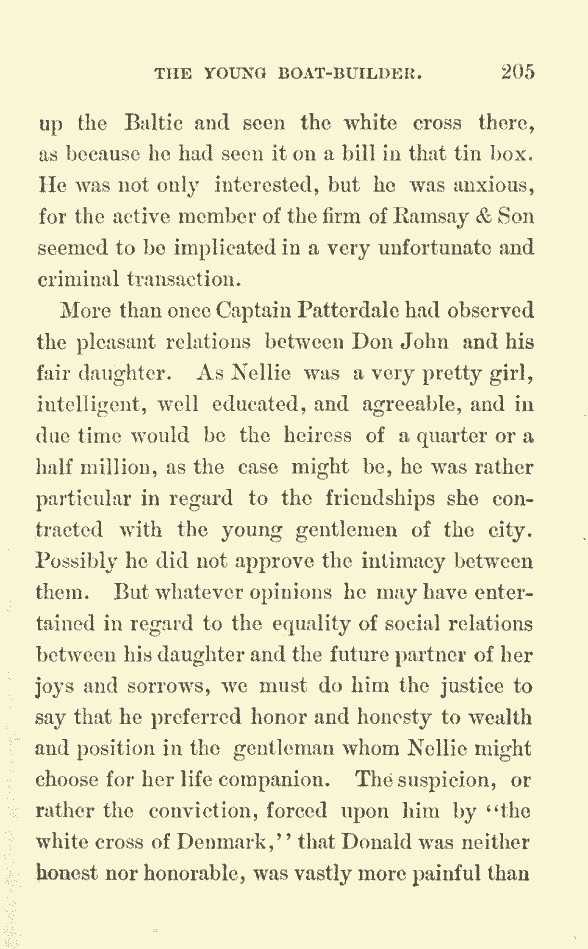 THE YOUNG BOAT-BUILDER. 205
up the Baltic and seen the white cross there,
as because he had seen it on a bill in that tin box.
He was not only interested, but he was anxious,
for the active member of the firm of Ramsay & Son
seemed to be implicated in a very unfortunate and
criminal transaction.
More than once Captain Patterdale had observed
the pleasant relations between Don John and his
fair daughter. As Nellie was a very pretty girl,
intelligent, well educated, and agreeable, and in
due time would be the heiress of a quarter or a
half million, as the case might be, he was rather
particular in regard to the friendships she con-
tracted with the young gentlemen of the city.
Possibly he did not approve the intimacy between
them. But whatever opinions he may have enter-
tained in regard to the equality of social relations
between his daughter and the future partner of her
joys and sorrows, we must do him the justice to
say that he preferred honor and honesty to wealth
and position in the gentleman whom Nellie might
choose for her life companion. The suspicion, or
rather the conviction, forced upon him by "the
white cross of Denmark," that Donald was neither
honest nor honorable, was vastly more painful than